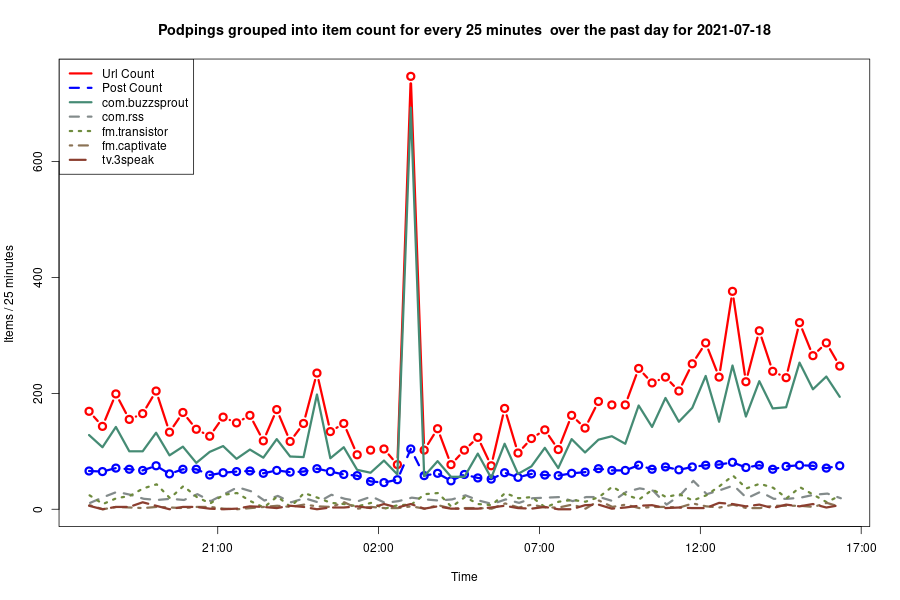 Podpings grouped into item count for every 25 minutes  over the past day for 2021-07-18
Url Count
Post Count
com.buzzsprout
com.rss
fm.transistor
fm.captivate
tv.3speak
Items / 25 minutes
600
400
200
0
21:00
02:00
07:00
12:00
17:00
Time